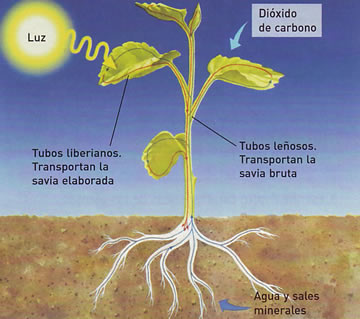 Luz
Dióxido
de carbono
Tubos liberianos.
Transportan la
savia elaborada
Tubos leñosos.
Transportan la
savia bruta
Agua y sales
minerales